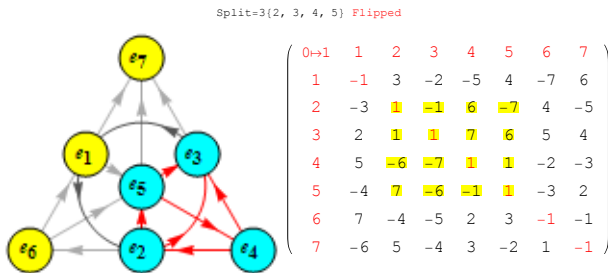 Split=3{2, 3, 4, 5} Flipped
e7
e1
e3
e5
e6
e2
e4
0↦1 1 2 3 4 5 6 7
1 -1 3 -2 -5 4 -7 6
2 -3 1 -1 6 -7 4 -5
3 2 1 1 7 6 5 4
4 5 -6 -7 1 1 -2 -3
5 -4 7 -6 -1 1 -3 2
6 7 -4 -5 2 3 -1 -1
7 -6 5 -4 3 -2 1 -1